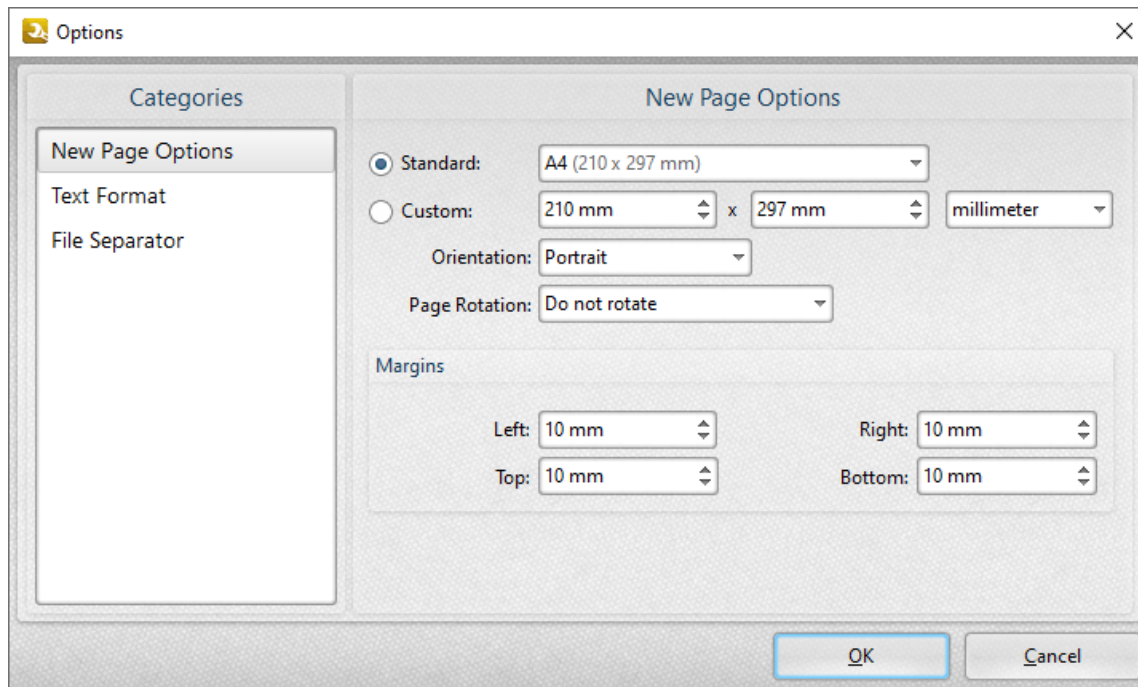 Options
Categories
New Page Options
Text Format
File Separator
New Page Options
Standard: A4 (210 x 297 mm)
Custom: 210 mm x 297 mm millimeter
Orientation: Portrait
Page Rotation: Do not rotate
Margins
Left: 10 mm Right: 10 mm
Top: 10 mm Bottom: 10 mm
OK Cancel